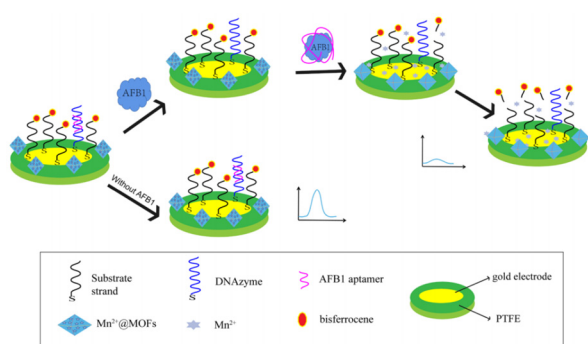 AFB1
AFB1
Without AFB1
S S S S
S S S S
S S S S
S S S S
S S S S
Substrate
strand
S
DNAzyme
S
AFB1 aptamer
gold electrode
PTFE
Mn²⁺@MOFs
Mn²⁺
bisferrocene